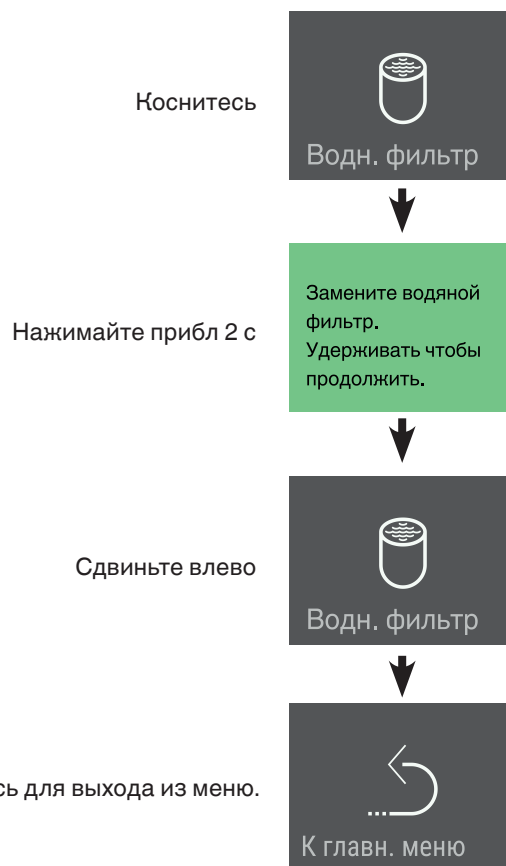 Коснитесь
Водн. фильтр
Замените водяной
фильтр.
Удерживать чтобы
продолжить.
Нажимайте прибл 2 с
Сдвиньте влево
Водн. фильтр
для выхода из меню.
К главн. меню